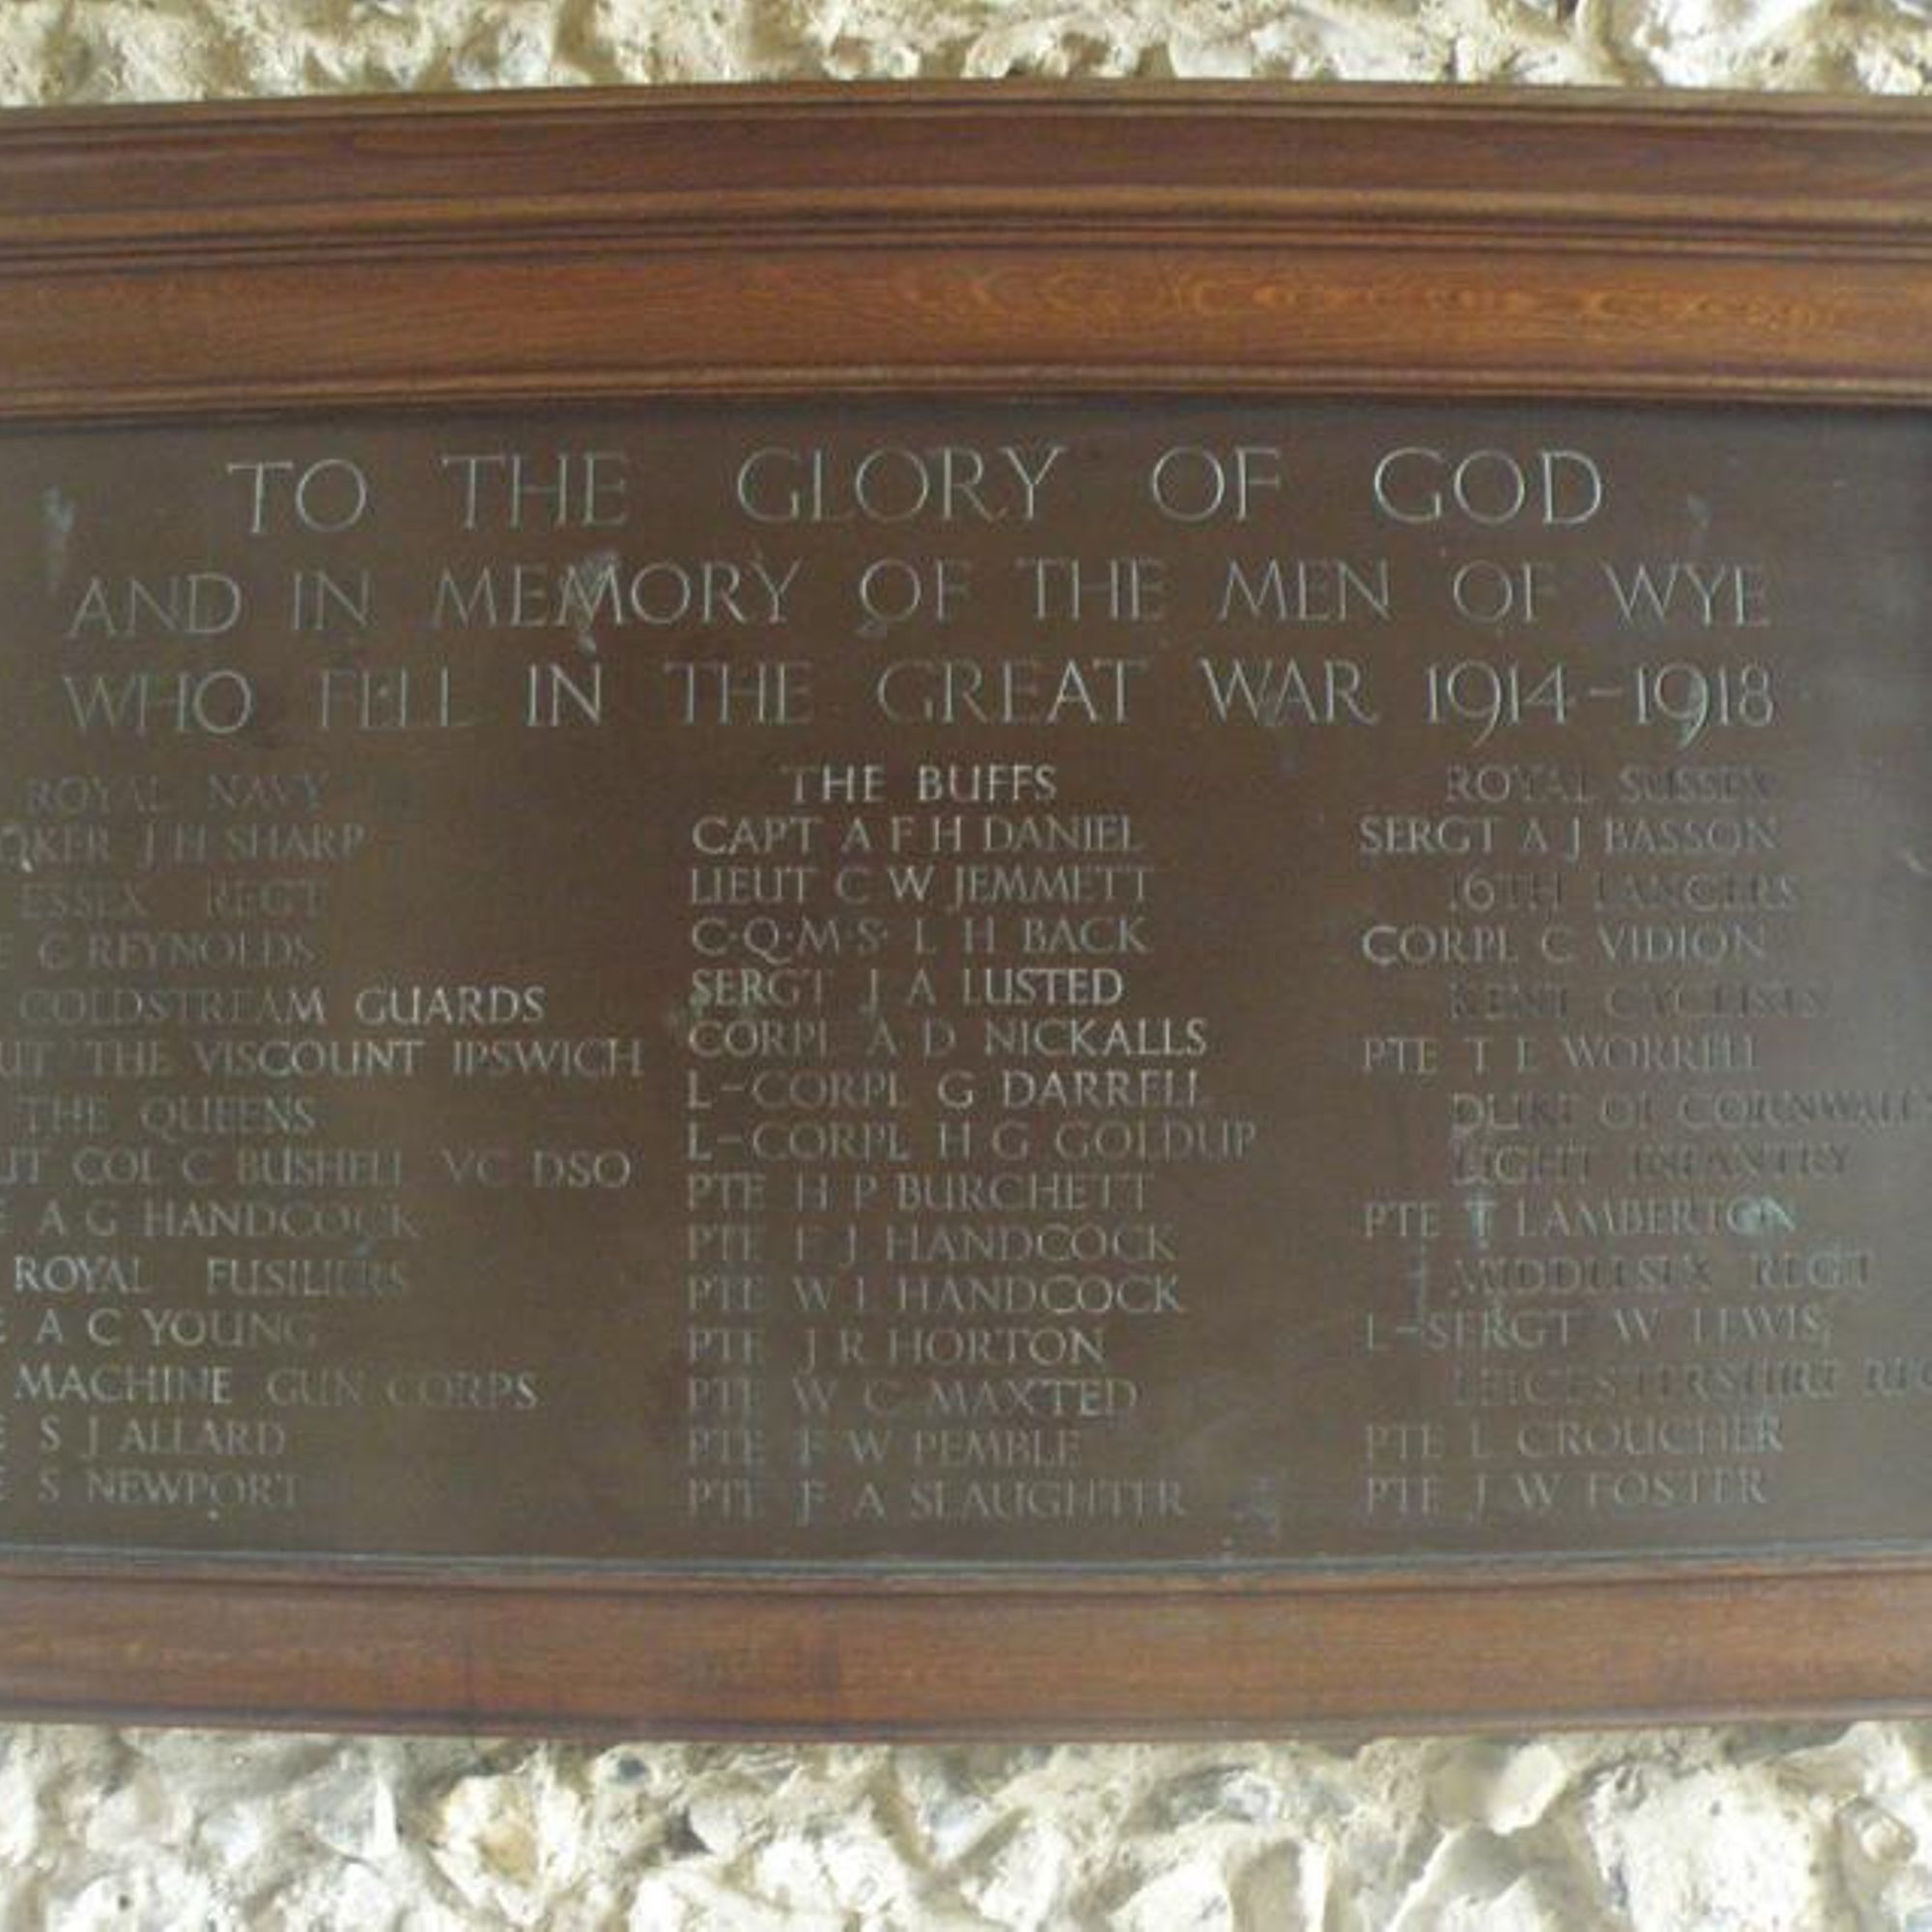 TO THE GLORY OF GOD
AND IN MEMORY OF THE MEN OF WYE
WHO FELL IN THE GREAT WAR 1914-1918
ROYAL NAVY
OKER J H SHARP
ESSEX REGT
E C REYNOLDS
COLDSTREAM GUARDS
UT THE VISCOUNT IPSWICH
THE QUEENS
UT COL C BUSHELL VC DSO
E A G HANDCOCK
ROYAL FUSILIERS
E A C YOUNG
MACHINE GUN CORPS
E S J ALLARD
E S NEWPORT
THE BUFFS
CAPT A F H DANIEL
LIEUT C W JEMMETT
C·Q·M·S· L H BACK
SERGT J A LUSTED
CORPL A D NICKALLS
L-CORPL G DARRELL
L-CORPL H G GOLDUP
PTE H P BURCHETT
PTE J HANDCOCK
PTE W HANDCOCK
PTE J R HORTON
PTE W C MAXTED
PTE F W PEMBLE
PTE F A SLAUGHTER
ROYAL SUSSEX
SERGT A J BASSON
16TH LANCERS
CORPL C VIDION
KENT CYCLISTS
PTE T WORRELL
DUKE OF CORNWALL
LIGHT INFANTRY
PTE T LAMBERTON
MIDDLESEX REGT
L-SERGT W LEWIS
LEICESTERSHIRE RE
PTE L CROUCHER
PTE J W FOSTER